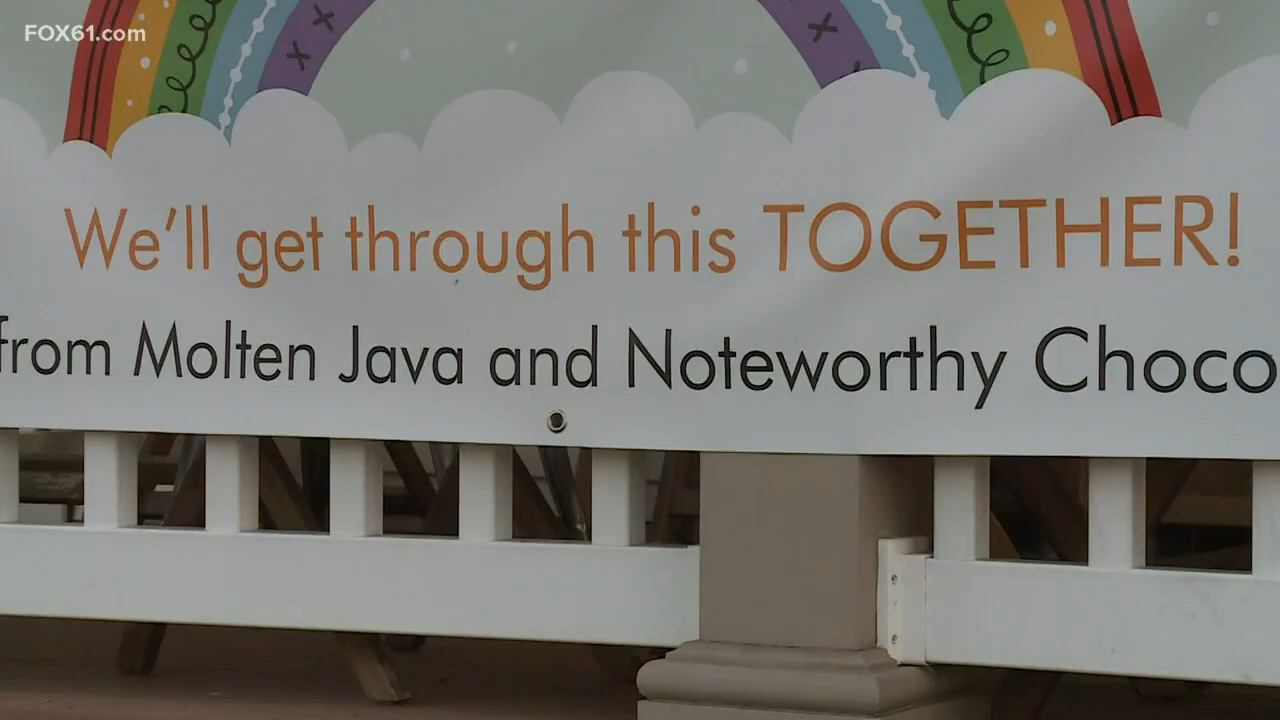 FOX61.com
We'll get through this TOGETHER!
from Molten Java and Noteworthy Choco